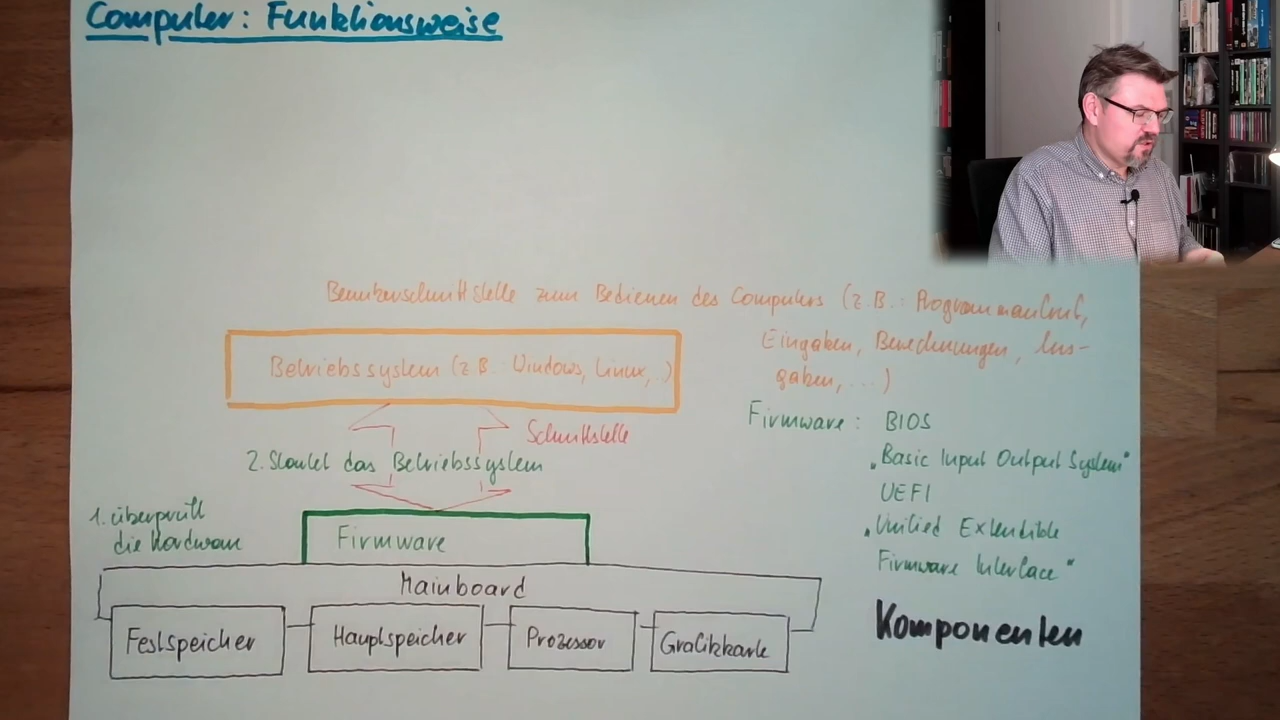 Computer: Funktionsweise
Benutzerschnittstelle zum Bedienen des Computers (z.B.: Programmaufruf,
Eingaben, Berechnungen, Aus-
gaben, ...)
Betriebssystem (z.B.: Windows, Linux, ..)
Firmware: BIOS
Schnittstelle
"Basic Input Output System"
2. Startet das Betriebssystem
UEFI
1. überprüft
die Hardware
"Unified Extendible
Firmware
Firmware Interface"
Mainboard
Festspeicher
Hauptspeicher
Prozessor
Grafikkarte
Komponenten